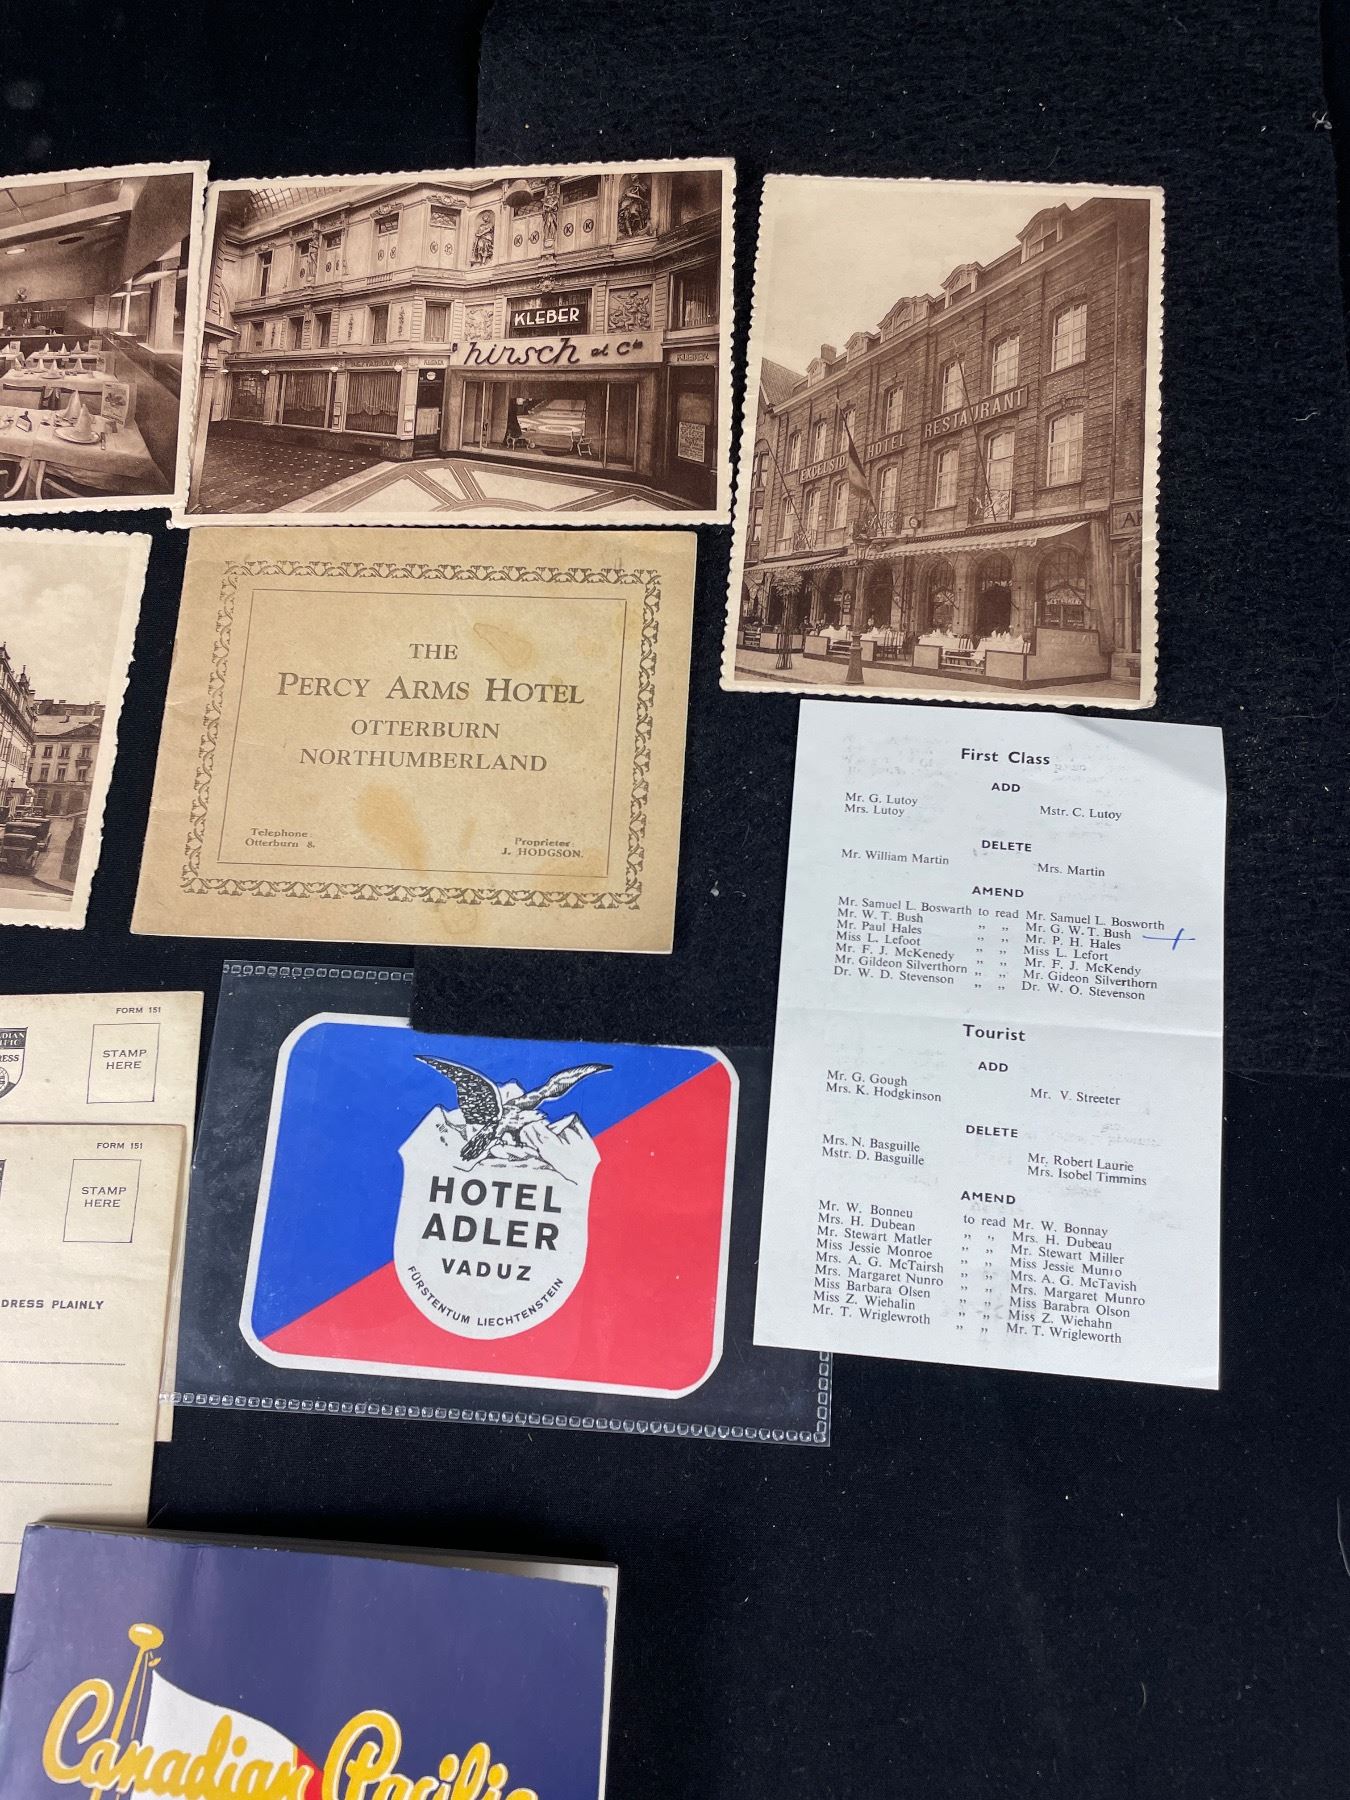 KLEBER
hirsch et Cie
RESTAURANT
KLEBER
KLEBER
EXCELSIO HOTEL RESTAURANT
THE
PERCY ARMS HOTEL
OTTERBURN
NORTHUMBERLAND
Telephone
Otterburn 8.
Proprietor
J. HODGSON.
First Class
ADD
Mr. G. Lutoy
Mrs. Lutoy
Mstr. C. Lutoy
DELETE
Mr. William Martin
Mrs. Martin
AMEND
Mr. Samuel L. Boswarth to read Mr. Samuel L. Bosworth
Mr. W. T. Bush „ „ Mr. G. W. T. Bush
Mr. Paul Hales „ „ Mr. P. H. Hales
Miss L. Lefoot „ „ Miss L. Lefort
Mr. F. J. McKenedy „ „ Mr. F. J. McKendy
Mr. Gildeon Silverthorn „ „ Mr. Gideon Silverthorn
Dr. W. D. Stevenson „ „ Dr. W. O. Stevenson
Tourist
ADD
Mr. G. Gough
Mrs. K. Hodgkinson
Mr. V. Streeter
DELETE
Mrs. N. Basguille
Mstr. D. Basguille
Mr. Robert Laurie
Mrs. Isobel Timmins
AMEND
Mr. W. Bonneu to read Mr. W. Bonnay
Mrs. H. Dubean „ „ Mrs. H. Dubeau
Mr. Stewart Matler „ „ Mr. Stewart Miller
Miss Jessie Monroe „ „ Miss Jessie Munro
Mrs. A. G. McTairsh „ „ Mrs. A. G. McTavish
Mrs. Margaret Nunro „ „ Mrs. Margaret Munro
Miss Barbara Olsen „ „ Miss Barabra Olson
Miss Z. Wiehalin „ „ Miss Z. Wiehahn
Mr. T. Wriglewroth „ „ Mr. T. Wrigleworth
FORM 151
STAMP
HERE
FORM 151
STAMP
HERE
DRESS PLAINLY
HOTEL
ADLER
VADUZ
FÜRSTENTUM LIECHTENSTEIN
Canadian Pacific